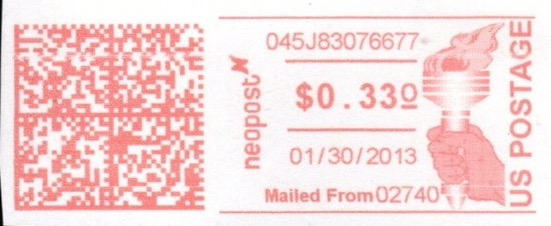 045J83076677
neopost
$0.330
01/30/2013
Mailed From 02740
US POSTAGE